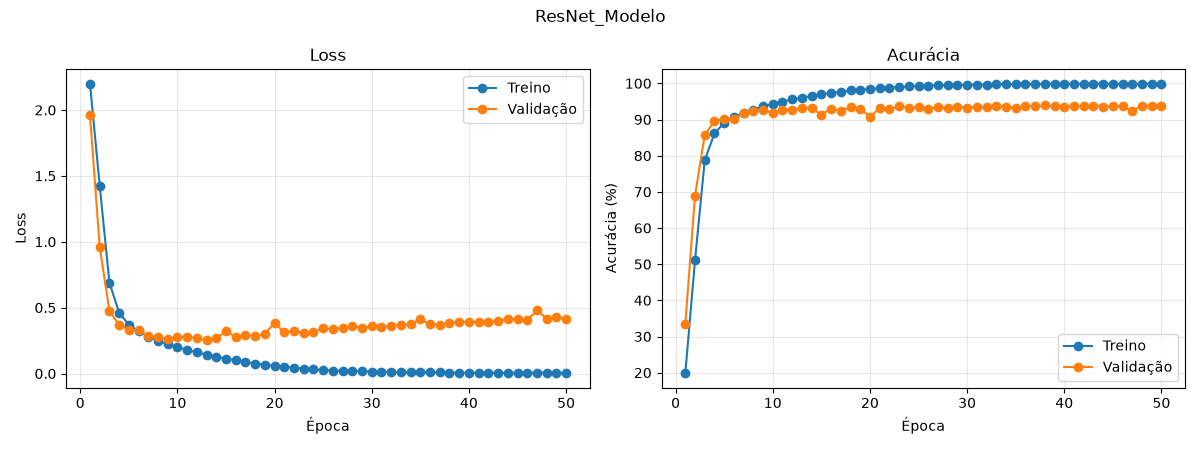 ResNet_Modelo
Loss
Treino
Validação
2.0
1.5
1.0
0.5
0.0
Loss
0 10 20 30 40 50
Época
Acurácia
100
90
80
70
60
50
40
30
20
Acurácia (%)
Treino
Validação
0 10 20 30 40 50
Época